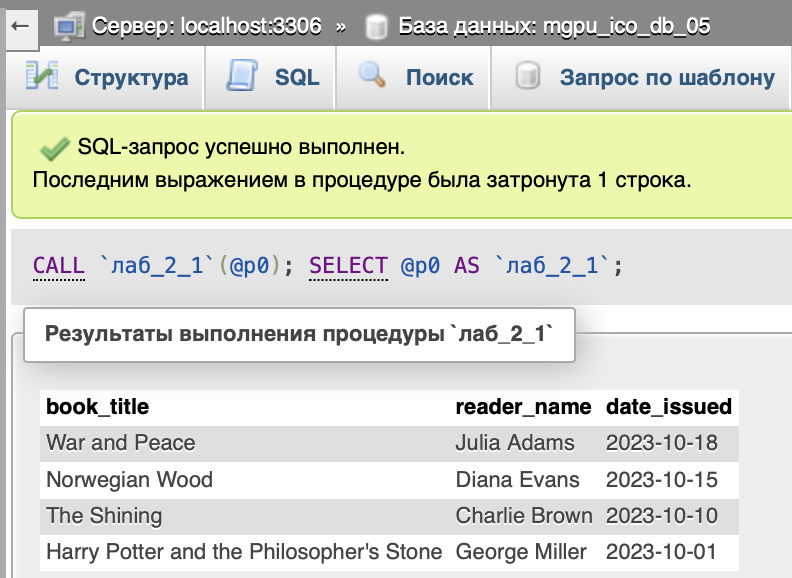 ← Сервер: localhost:3306 » База данных: mgpu_ico_db_05
Структура SQL Поиск Запрос по шаблону
SQL-запрос успешно выполнен.
Последним выражением в процедуре была затронута 1 строка.
CALL `лаб_2_1`(@p0); SELECT @p0 AS `лаб_2_1`;
Результаты выполнения процедуры `лаб_2_1`
book_title reader_name date_issued
War and Peace Julia Adams 2023-10-18
Norwegian Wood Diana Evans 2023-10-15
The Shining Charlie Brown 2023-10-10
Harry Potter and the Philosopher's Stone George Miller 2023-10-01